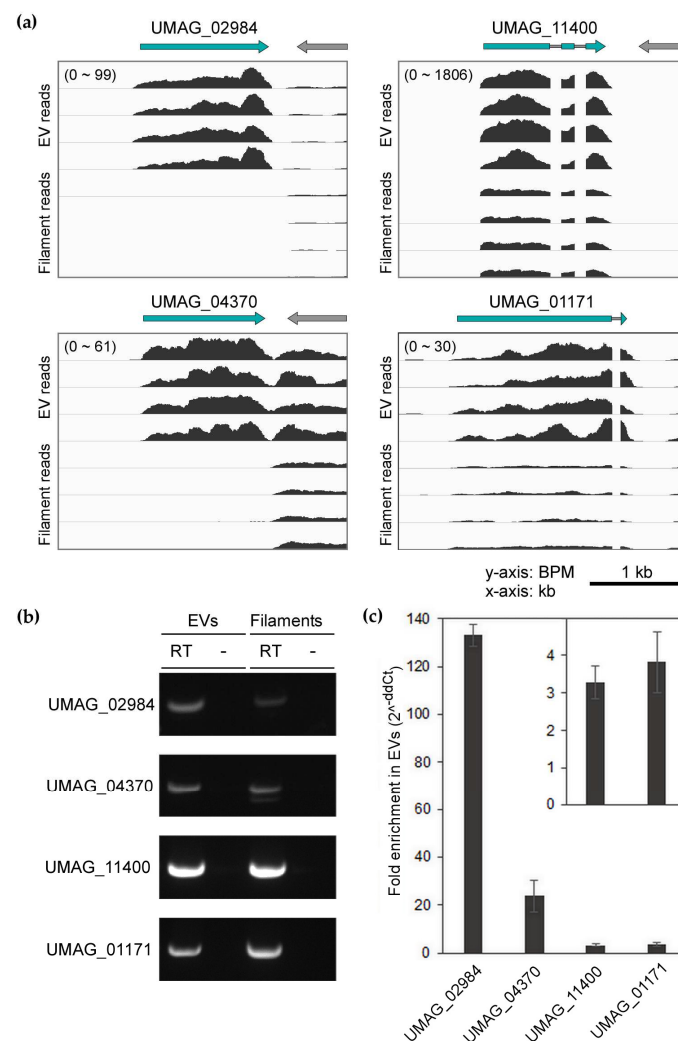 (a)
UMAG_02984
UMAG_11400
(0 ~ 99)
(0 ~ 1806)
EV reads
Filament reads
EV reads
Filament reads
UMAG_04370
UMAG_01171
(0 ~ 61)
(0 ~ 30)
EV reads
Filament reads
EV reads
Filament reads
y-axis: BPM
x-axis: kb
1 kb
(b)
EVs
Filaments
RT
-
RT
-
UMAG_02984
UMAG_04370
UMAG_11400
UMAG_01171
(c)
Fold enrichment in EVs (2^-ddCt)
140
120
100
80
60
40
20
0
4
3
2
1
0
UMAG_02984
UMAG_04370
UMAG_11400
UMAG_01171